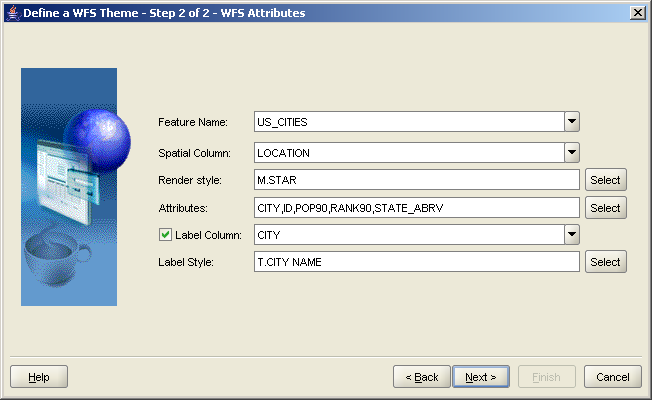 Define a WFS Theme - Step 2 of 2 - WFS Attributes
Feature Name: US_CITIES
Spatial Column: LOCATION
Render style: M.STAR Select
Attributes: CITY,ID,POP90,RANK90,STATE_ABRV Select
Label Column: CITY
Label Style: T.CITY NAME Select
Help < Back Next > Finish Cancel